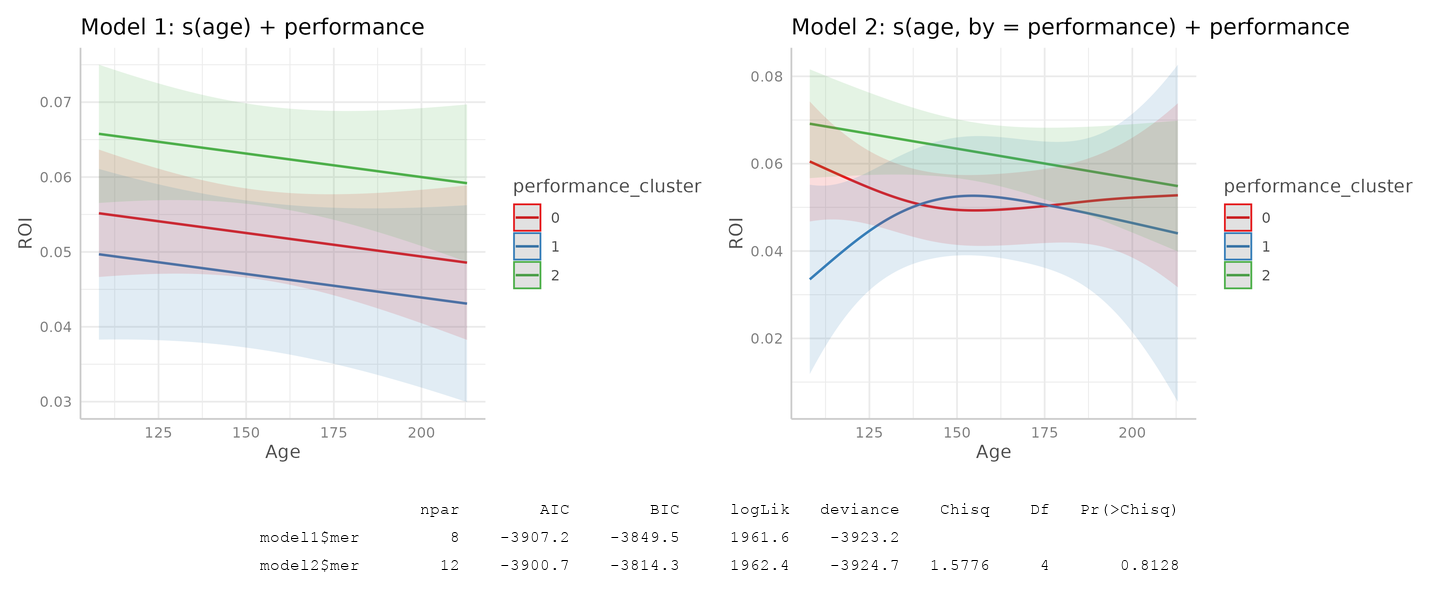 Model 1: s(age) + performance
0.07
0.06
0.05
0.04
0.03
ROI
125 150 175 200
Age
performance_cluster
0
1
2
Model 2: s(age, by = performance) + performance
0.08
0.06
0.04
0.02
ROI
125 150 175 200
Age
performance_cluster
0
1
2
npar AIC BIC logLik deviance Chisq Df Pr(>Chisq)
model1$mer 8 -3907.2 -3849.5 1961.6 -3923.2
model2$mer 12 -3900.7 -3814.3 1962.4 -3924.7 1.5776 4 0.8128